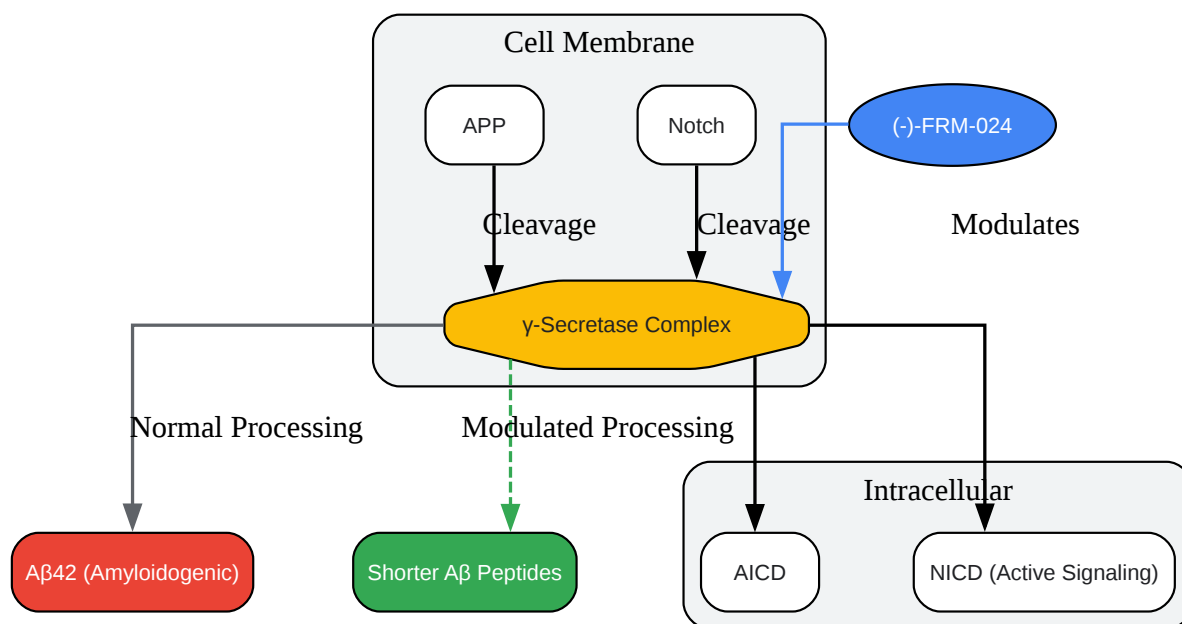 Cell Membrane
APP
Notch
(-)-FRM-024
Cleavage
Cleavage
Modulates
γ-Secretase Complex
Normal Processing
Modulated Processing
Intracellular
Aβ42 (Amyloidogenic)
Shorter Aβ Peptides
AICD
NICD (Active Signaling)